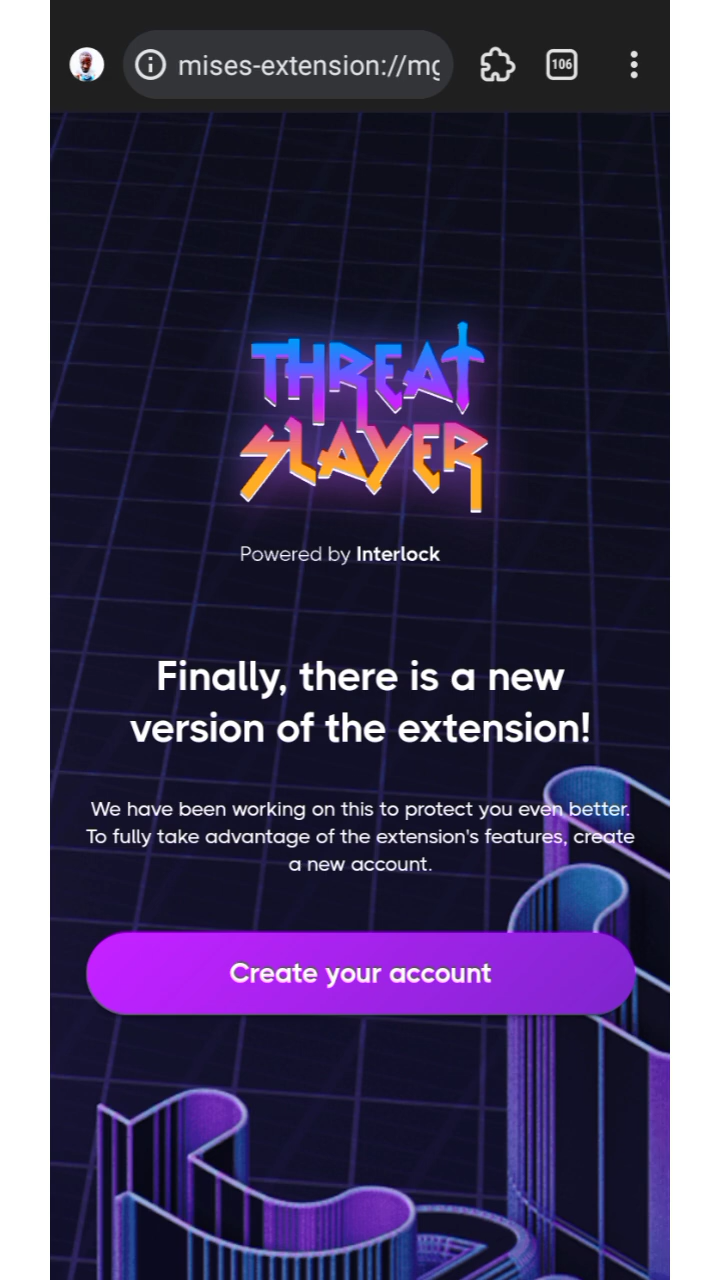 mises-extension://mg
106
THREAT
SLAYER
Powered by Interlock
Finally, there is a new
version of the extension!
We have been working on this to protect you even better.
To fully take advantage of the extension's features, create
a new account.
Create your account